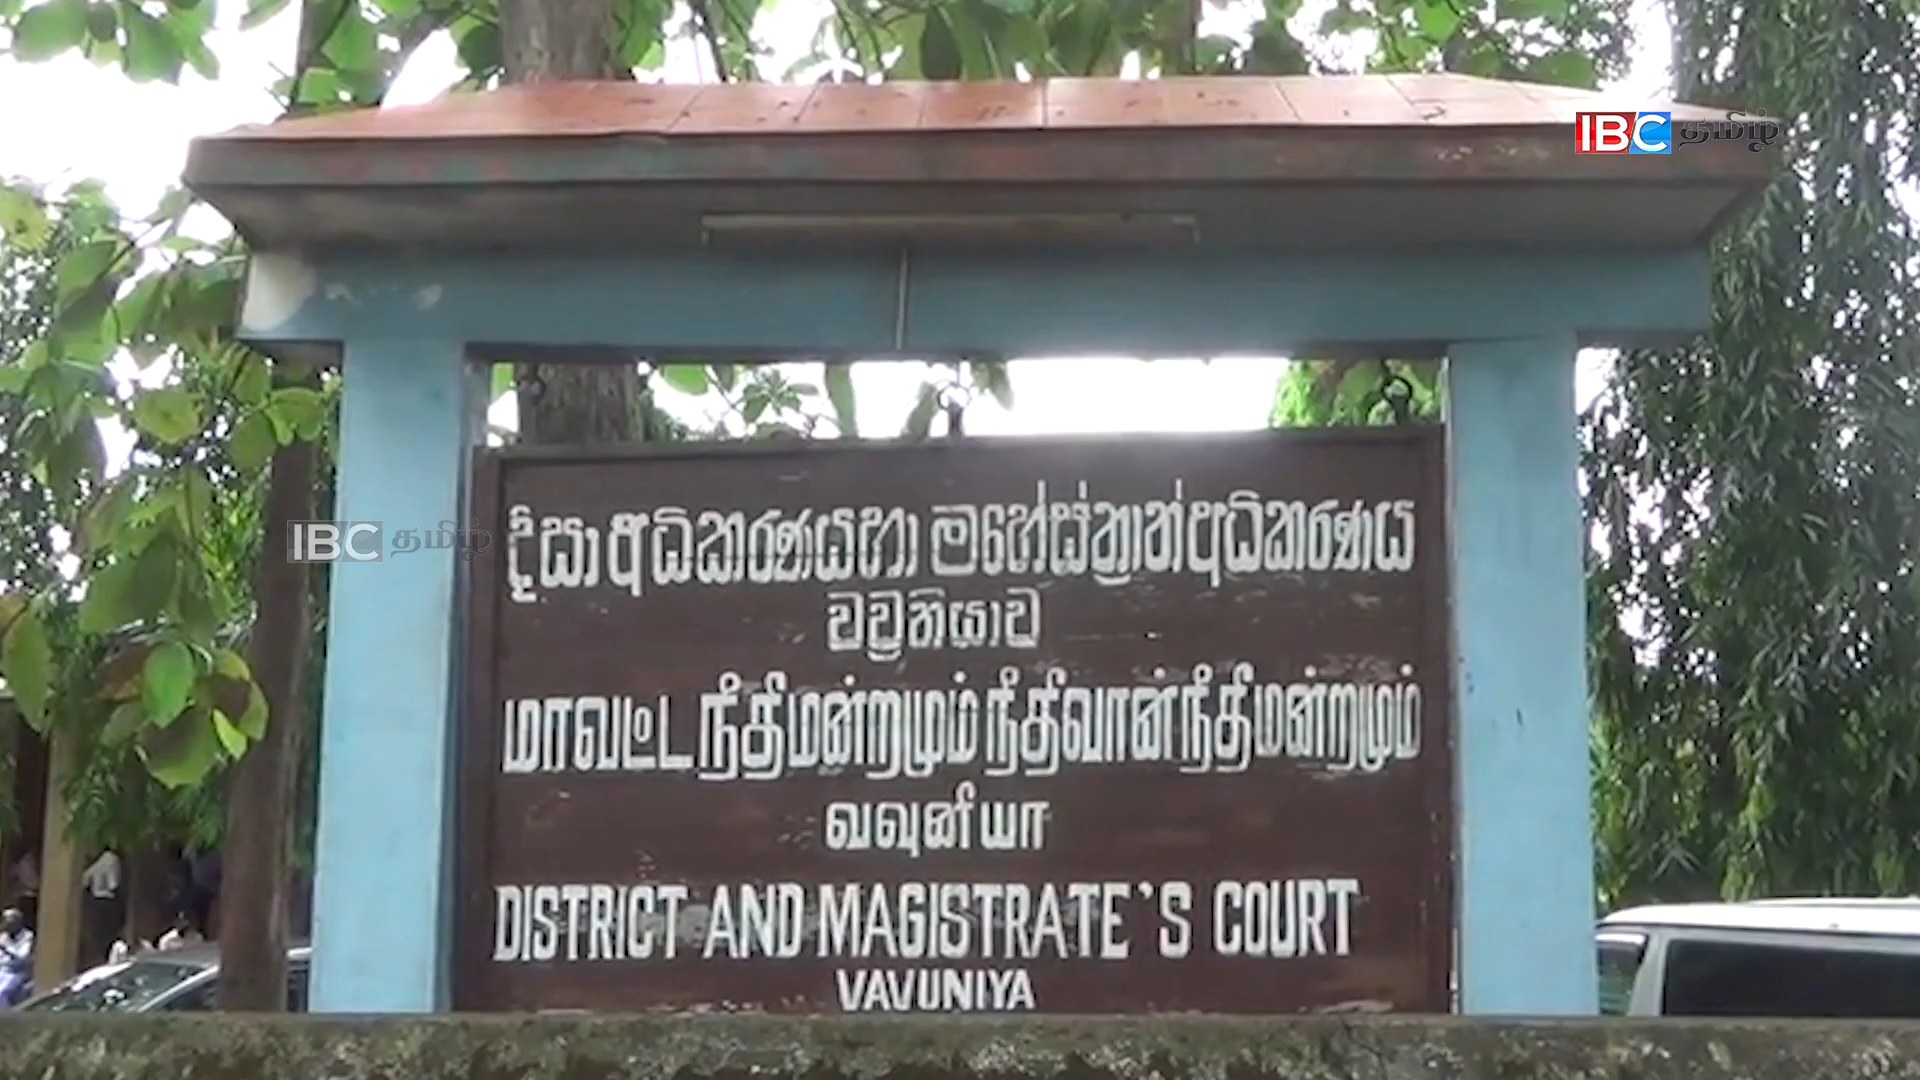 IBC தமிழ்
IBC தமிழ்
දිසා අධිකරණය හා මහේස්ත්‍රාත් අධිකරණය
වවුනියාව
மாவட்ட நீதிமன்றமும் நீதிவான் நீதிமன்றமும்
வவுனியா
DISTRICT AND MAGISTRATE'S COURT
VAVUNIYA